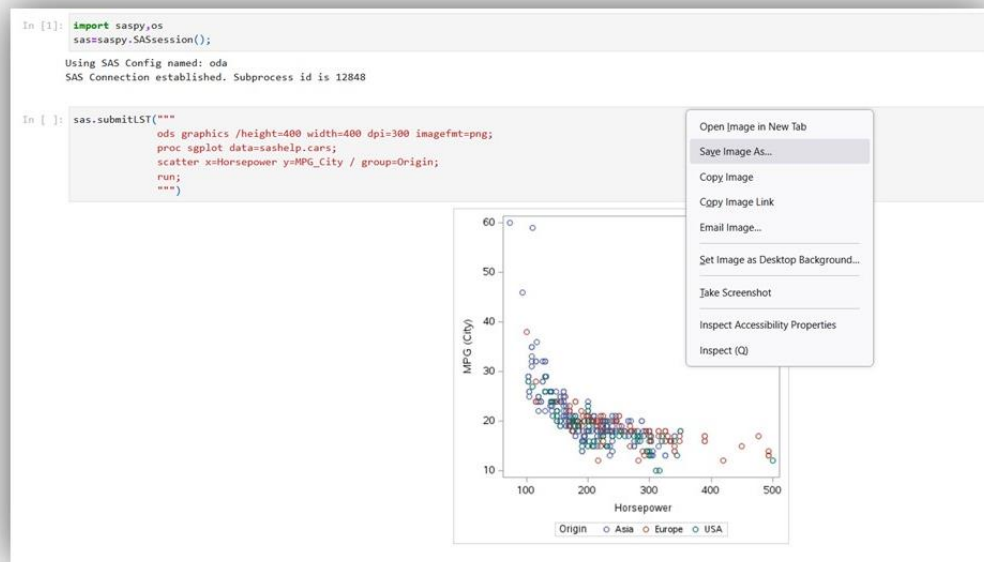 In [1]: import saspy,os
sas=saspy.SASsession();
Using SAS Config named: oda
SAS Connection established. Subprocess id is 12848
In [ ]: sas.submitLST("""
ods graphics /height=400 width=400 dpi=300 imagefmt=png;
proc sgplot data=sashelp.cars;
scatter x=Horsepower y=MPG_City / group=Origin;
run;
""")
Open Image in New Tab
Save Image As...
Copy Image
Copy Image Link
Email Image...
Set Image as Desktop Background...
Take Screenshot
Inspect Accessibility Properties
Inspect (Q)
60
50
40
30
20
10
MPG (City)
100 200 300 400 500
Horsepower
Origin Asia Europe USA